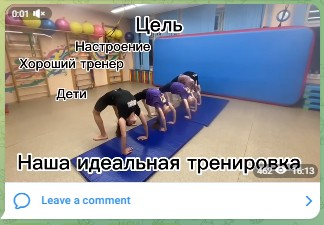 0:01
Цель
Настроение
Хороший тренер
Дети
Наша идеальная тренировка
462 16:13
Leave a comment